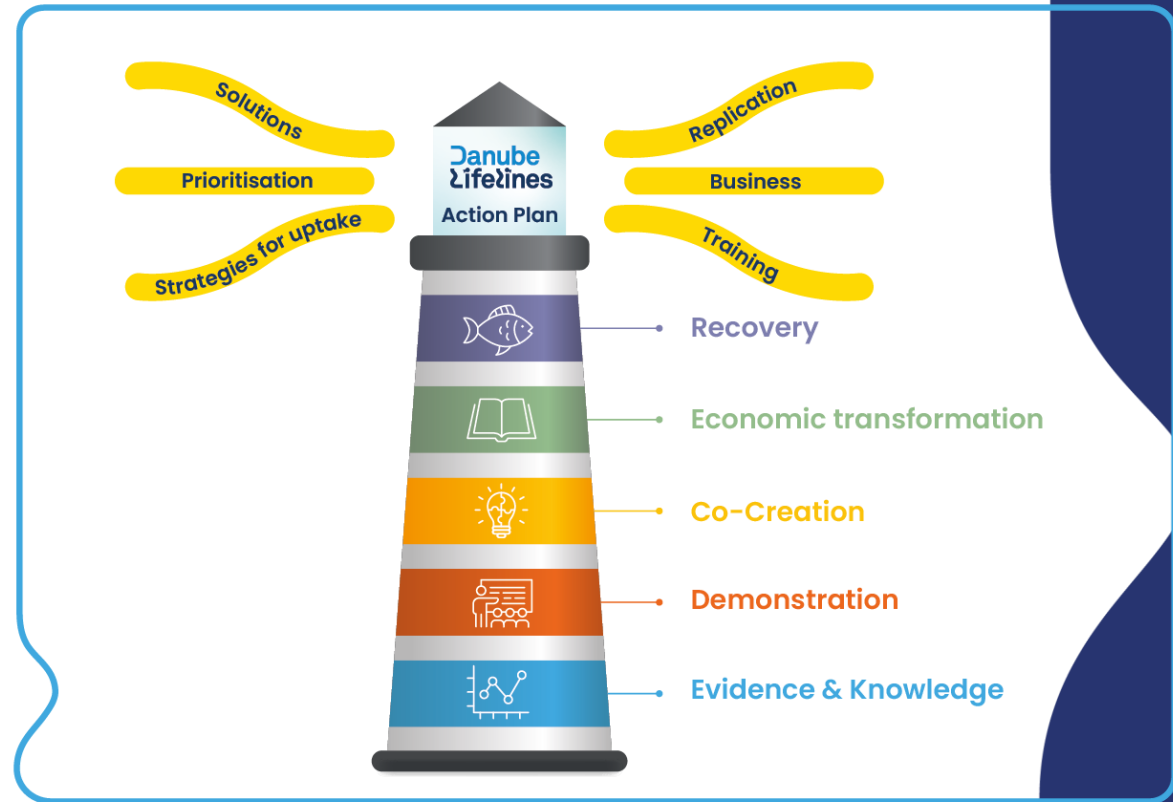 Solutions
Prioritisation
Strategies for uptake
Danube
Lifelines
Action Plan
Replication
Business
Training
Recovery
Economic transformation
Co-Creation
Demonstration
Evidence & Knowledge